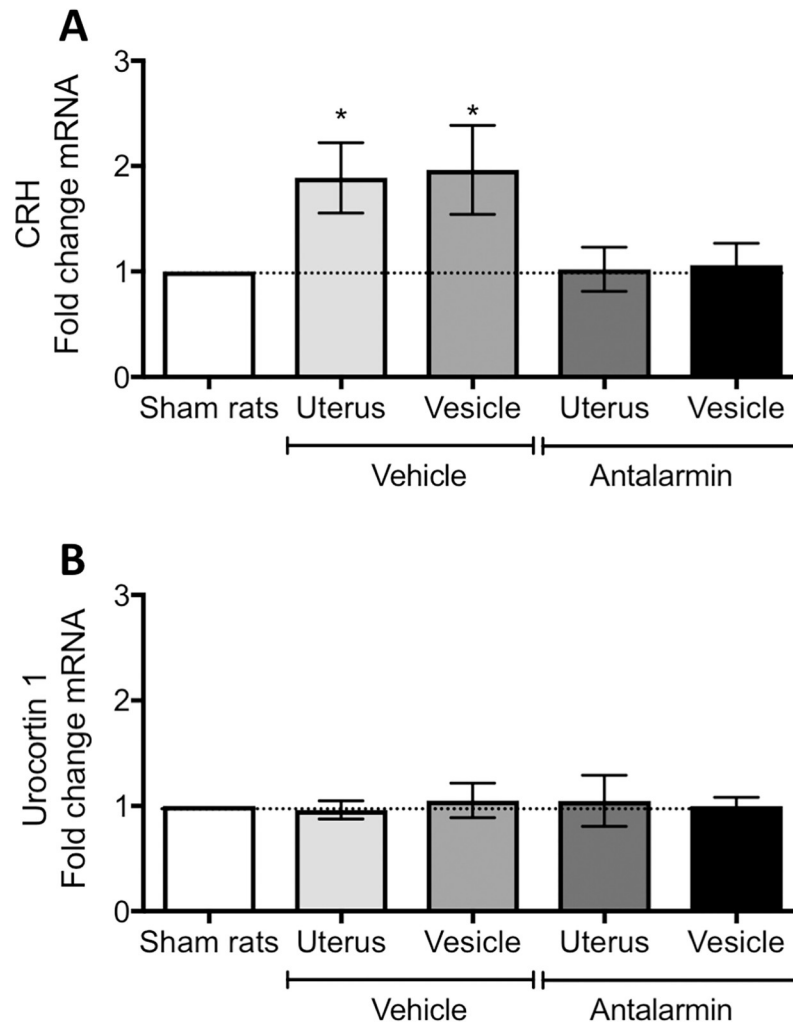 A
CRH
Fold change mRNA
3
2
1
0
* *
Sham rats Uterus Vesicle Uterus Vesicle
Vehicle Antalarmin
B
Urocortin 1
Fold change mRNA
3
2
1
0
Sham rats Uterus Vesicle Uterus Vesicle
Vehicle Antalarmin